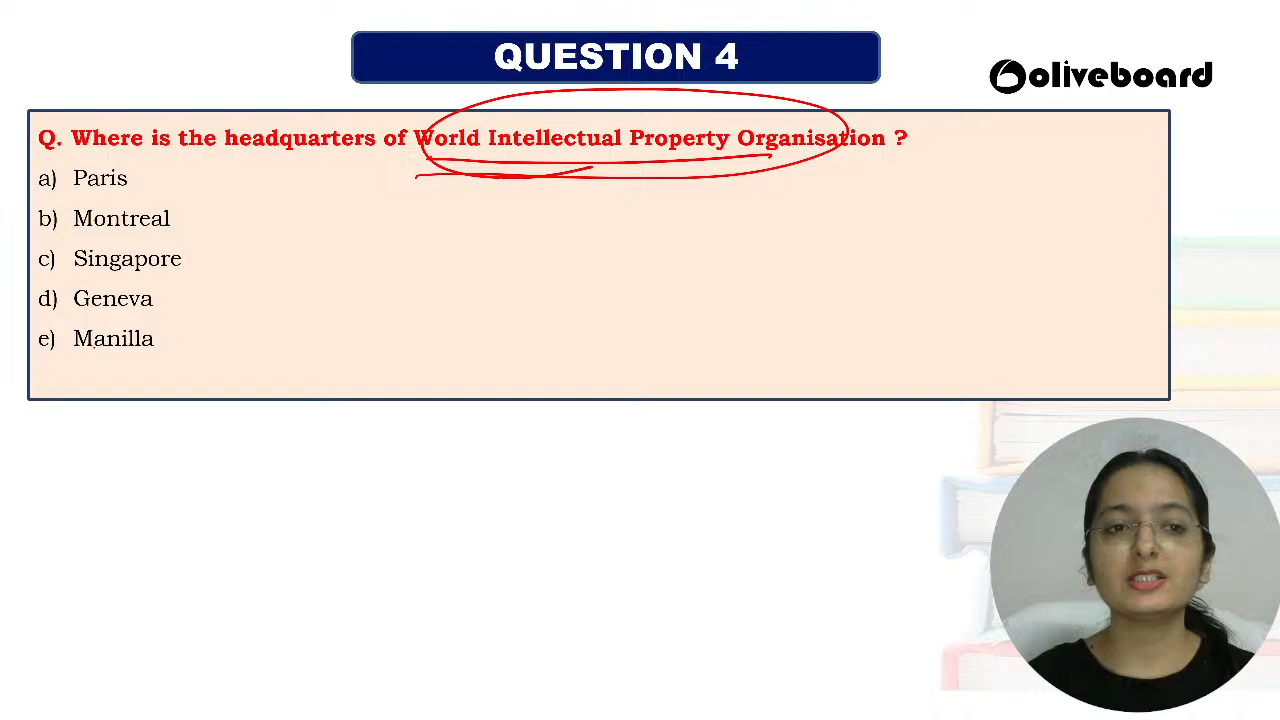 QUESTION 4
oliveboard
Q. Where is the headquarters of World Intellectual Property Organisation ?
a) Paris
b) Montreal
c) Singapore
d) Geneva
e) Manilla